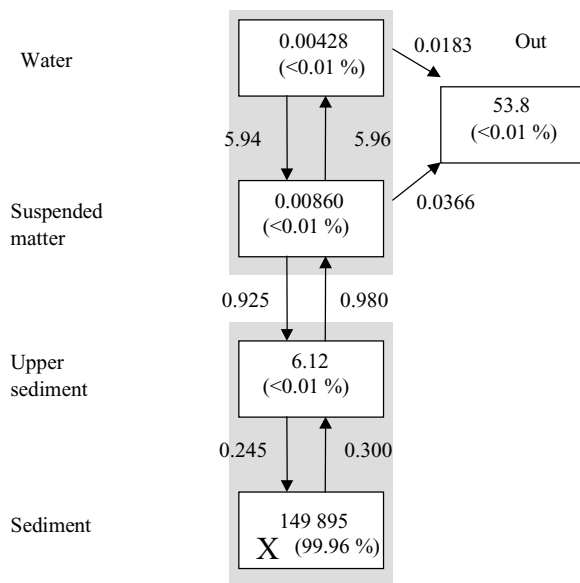 Water
0.00428
(<0.01 %)
0.0183
Out
53.8
(<0.01 %)
5.94
5.96
Suspended
matter
0.00860
(<0.01 %)
0.0366
0.925
0.980
Upper
sediment
6.12
(<0.01 %)
0.245
0.300
Sediment
149 895
X (99.96 %)